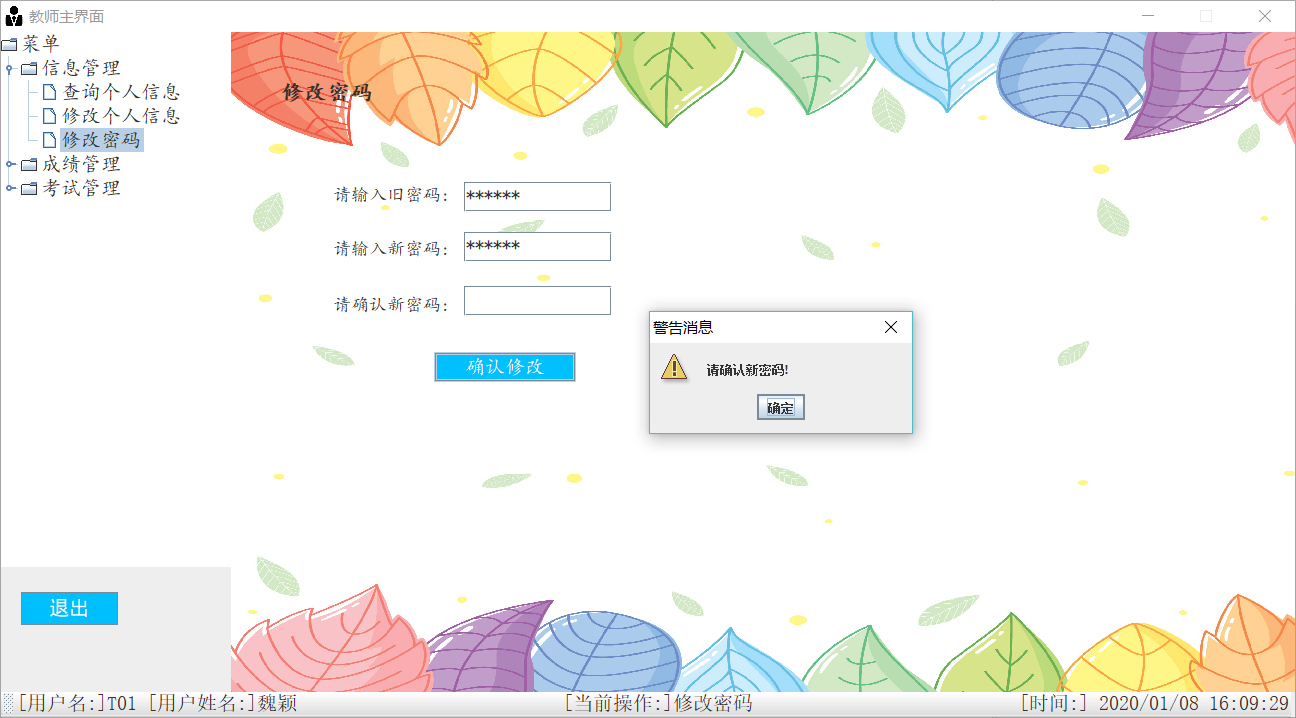 教师主界面
菜单
信息管理
查询个人信息
修改个人信息
修改密码
成绩管理
考试管理
修改密码
请输入旧密码: ******
请输入新密码: ******
请确认新密码:
确认修改
警告消息
请确认新密码!
确定
退出
[用户名:]T01 [用户姓名:]魏颖
[当前操作:]修改密码
[时间:] 2020/01/08 16:09:29